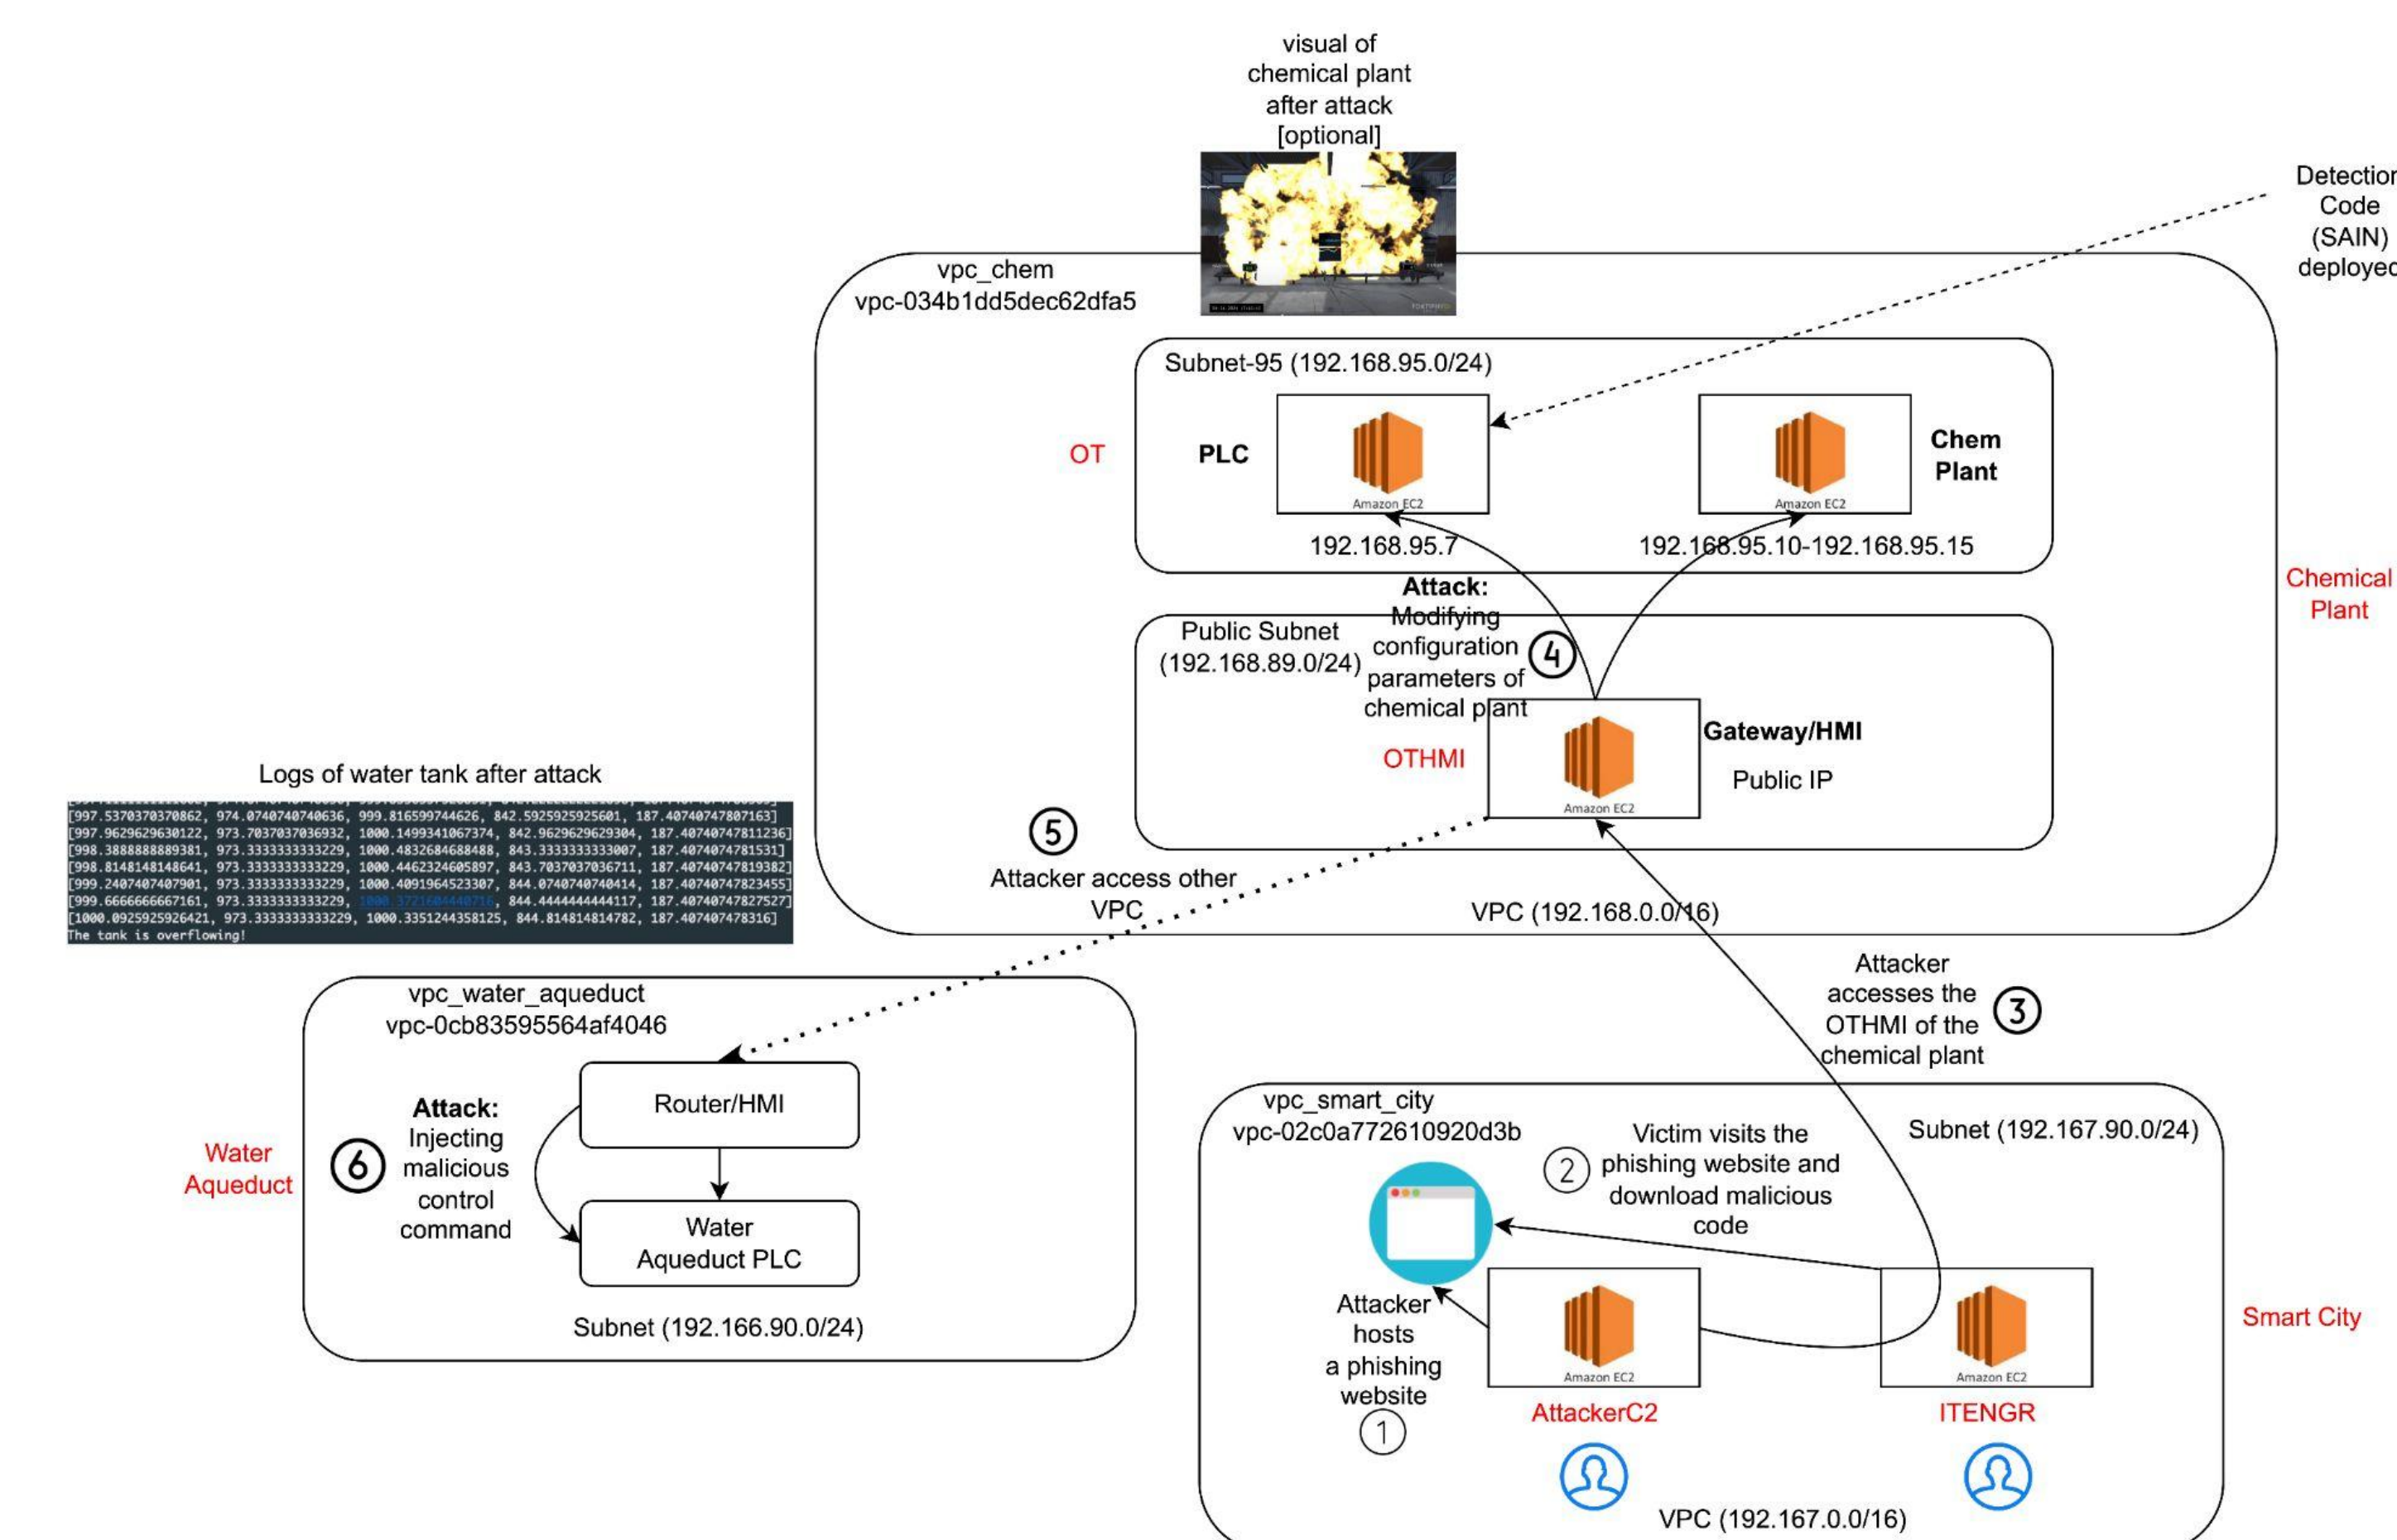 visual of
chemical plant
after attack
[optional]
Code
(SAIN)
vpc_chem
vpc-034b1dd5dec62dfa5
Subnet-95 (192.168.95.0/24)
OT
PLC
Amazon EC2
192.168.95.7
Amazon EC2
Chem
Plant
192.168.95.10-192.168.95.15
Chemical
Plant
Attack:
Modifying
configuration
parameters of
chemical plant
4
Public Subnet
(192.168.89.0/24)
OTHMI
Amazon EC2
Gateway/HMI
Public IP
5
Attacker access other
VPC
VPC (192.168.0.0/16)
Logs of water tank after attack
[997.5370370370862, 974.0740740740636, 999.816599744626, 842.5925925925601, 187.40740747807163]
[997.9629629630122, 973.7037037036932, 1000.1499341067374, 842.9629629629304, 187.40740747811236]
[998.3888888889381, 973.3333333333229, 1000.4832684688488, 843.3333333333007, 187.4074074781531]
[998.8148148148641, 973.3333333333229, 1000.4462324605897, 843.7037037036711, 187.40740747819382]
[999.2407407407901, 973.3333333333229, 1000.4091964523307, 844.0740740740414, 187.40740747823455]
[999.6666666667161, 973.3333333333229, 844.4444444444117, 187.40740747827527]
[1000.0925925926421, 973.3333333333229, 1000.3351244358125, 844.814814814782, 187.407407478316]
The tank is overflowing!
vpc_water_aqueduct
vpc-0cb83595564af4046
Router/HMI
Water
Aqueduct
6
Attack:
Injecting
malicious
control
command
Water
Aqueduct PLC
Subnet (192.166.90.0/24)
Attacker
accesses the
OTHMI of the
chemical plant
3
vpc_smart_city
vpc-02c0a772610920d3b
Subnet (192.167.90.0/24)
2
Victim visits the
phishing website and
download malicious
code
Attacker
hosts
a phishing
website
1
Amazon EC2
AttackerC2
Amazon EC2
ITENGR
Smart City
VPC (192.167.0.0/16)